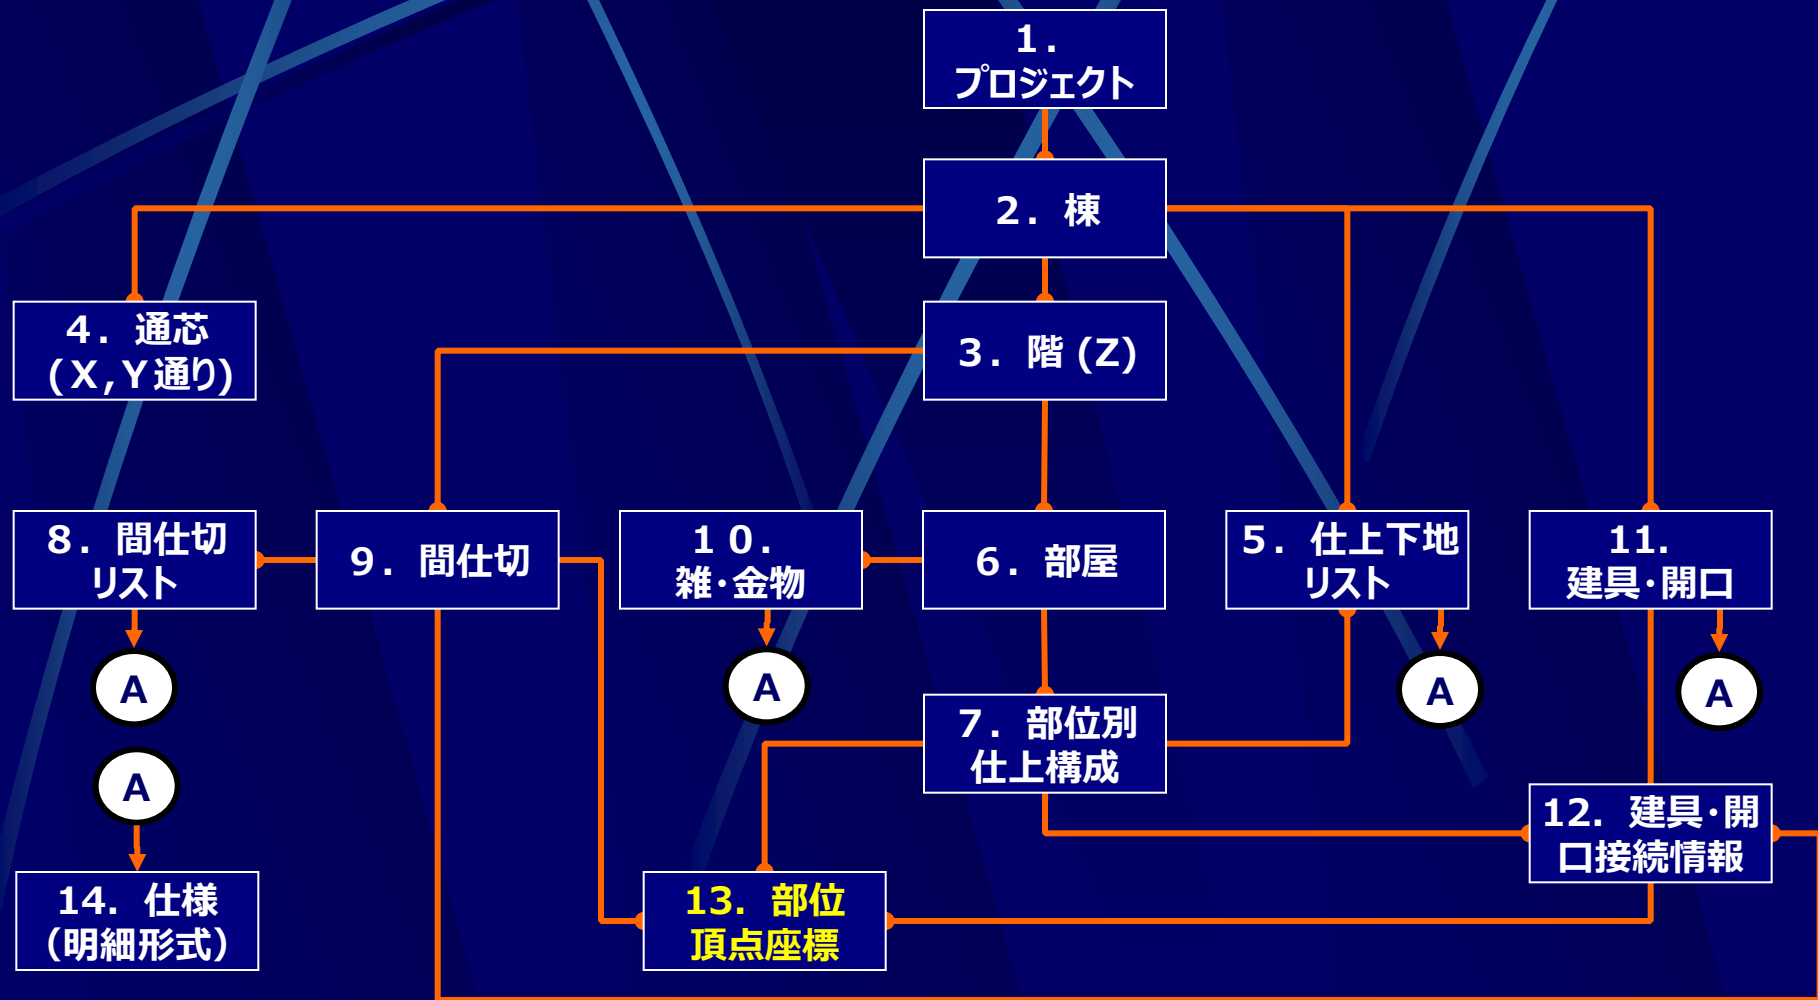 １．
プロジェクト
２．棟
４．通芯
（Ｘ，Ｙ通り）
３．階（Z）
８．間仕切
リスト
９．間仕切
１０．
雑・金物
６．部屋
５．仕上下地
リスト
11．
建具・開口
A
A
A
A
７．部位別
仕上構成
A
12．建具・開
口接続情報
14．仕様
（明細形式）
13．部位
頂点座標